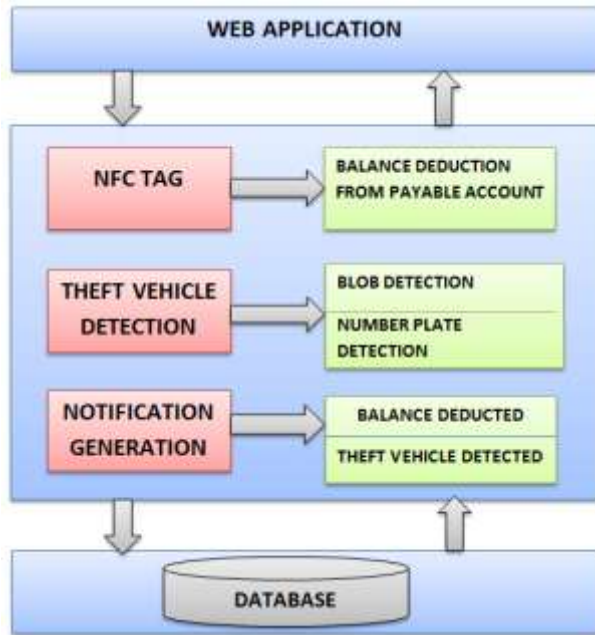 WEB APPLICATION
NFC TAG
BALANCE DEDUCTION
FROM PAYABLE ACCOUNT
THEFT VEHICLE
DETECTION
BLOB DETECTION
NUMBER PLATE
DETECTION
NOTIFICATION
GENERATION
BALANCE DEDUCTED
THEFT VEHICLE DETECTED
DATABASE